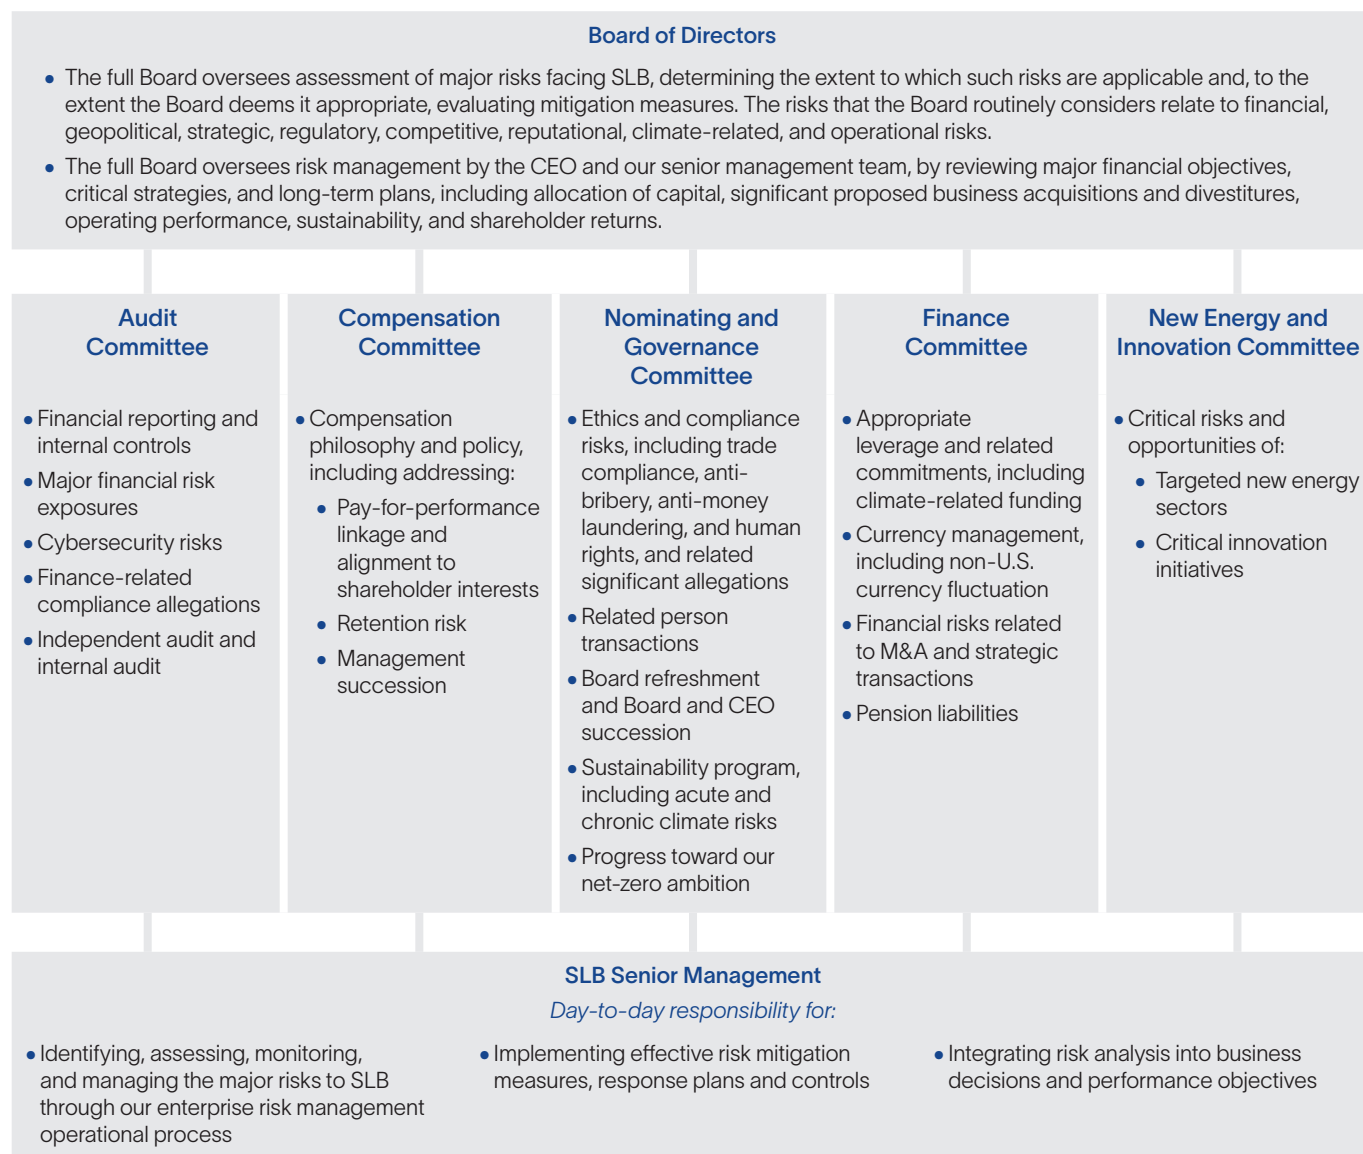 Board of Directors
• The full Board oversees assessment of major risks facing SLB, determining the extent to which such risks are applicable and, to the
extent the Board deems it appropriate, evaluating mitigation measures. The risks that the Board routinely considers relate to financial,
geopolitical, strategic, regulatory, competitive, reputational, climate-related, and operational risks.
• The full Board oversees risk management by the CEO and our senior management team, by reviewing major financial objectives,
critical strategies, and long-term plans, including allocation of capital, significant proposed business acquisitions and divestitures,
operating performance, sustainability, and shareholder returns.
Audit
Committee
• Financial reporting and
internal controls
• Major financial risk
exposures
• Cybersecurity risks
• Finance-related
compliance allegations
• Independent audit and
internal audit
Compensation
Committee
• Compensation
philosophy and policy,
including addressing:
• Pay-for-performance
linkage and
alignment to
shareholder interests
• Retention risk
• Management
succession
Nominating and
Governance
Committee
• Ethics and compliance
risks, including trade
compliance, anti-
bribery, anti-money
laundering, and human
rights, and related
significant allegations
• Related person
transactions
• Board refreshment
and Board and CEO
succession
• Sustainability program,
including acute and
chronic climate risks
• Progress toward our
net-zero ambition
Finance
Committee
• Appropriate
leverage and related
commitments, including
climate-related funding
• Currency management,
including non-U.S.
currency fluctuation
• Financial risks related
to M&A and strategic
transactions
• Pension liabilities
New Energy and
Innovation Committee
• Critical risks and
opportunities of:
• Targeted new energy
sectors
• Critical innovation
initiatives
SLB Senior Management
Day-to-day responsibility for:
• Identifying, assessing, monitoring,
and managing the major risks to SLB
through our enterprise risk management
operational process
• Implementing effective risk mitigation
measures, response plans and controls
• Integrating risk analysis into business
decisions and performance objectives